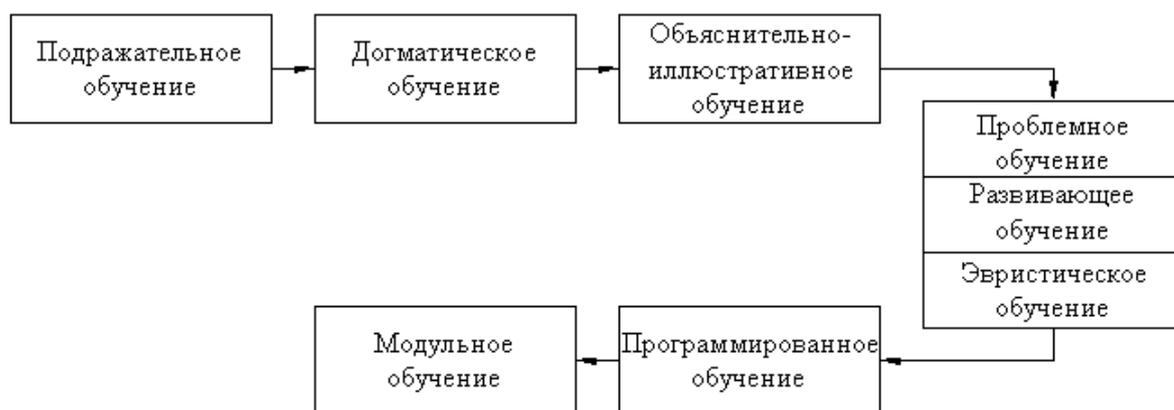 Подражательное
обучение
Догматическое
обучение
Объяснительно-
иллюстративное
обучение
Проблемное
обучение
Развивающее
обучение
Эвристическое
обучение
Программированное
обучение
Модульное
обучение